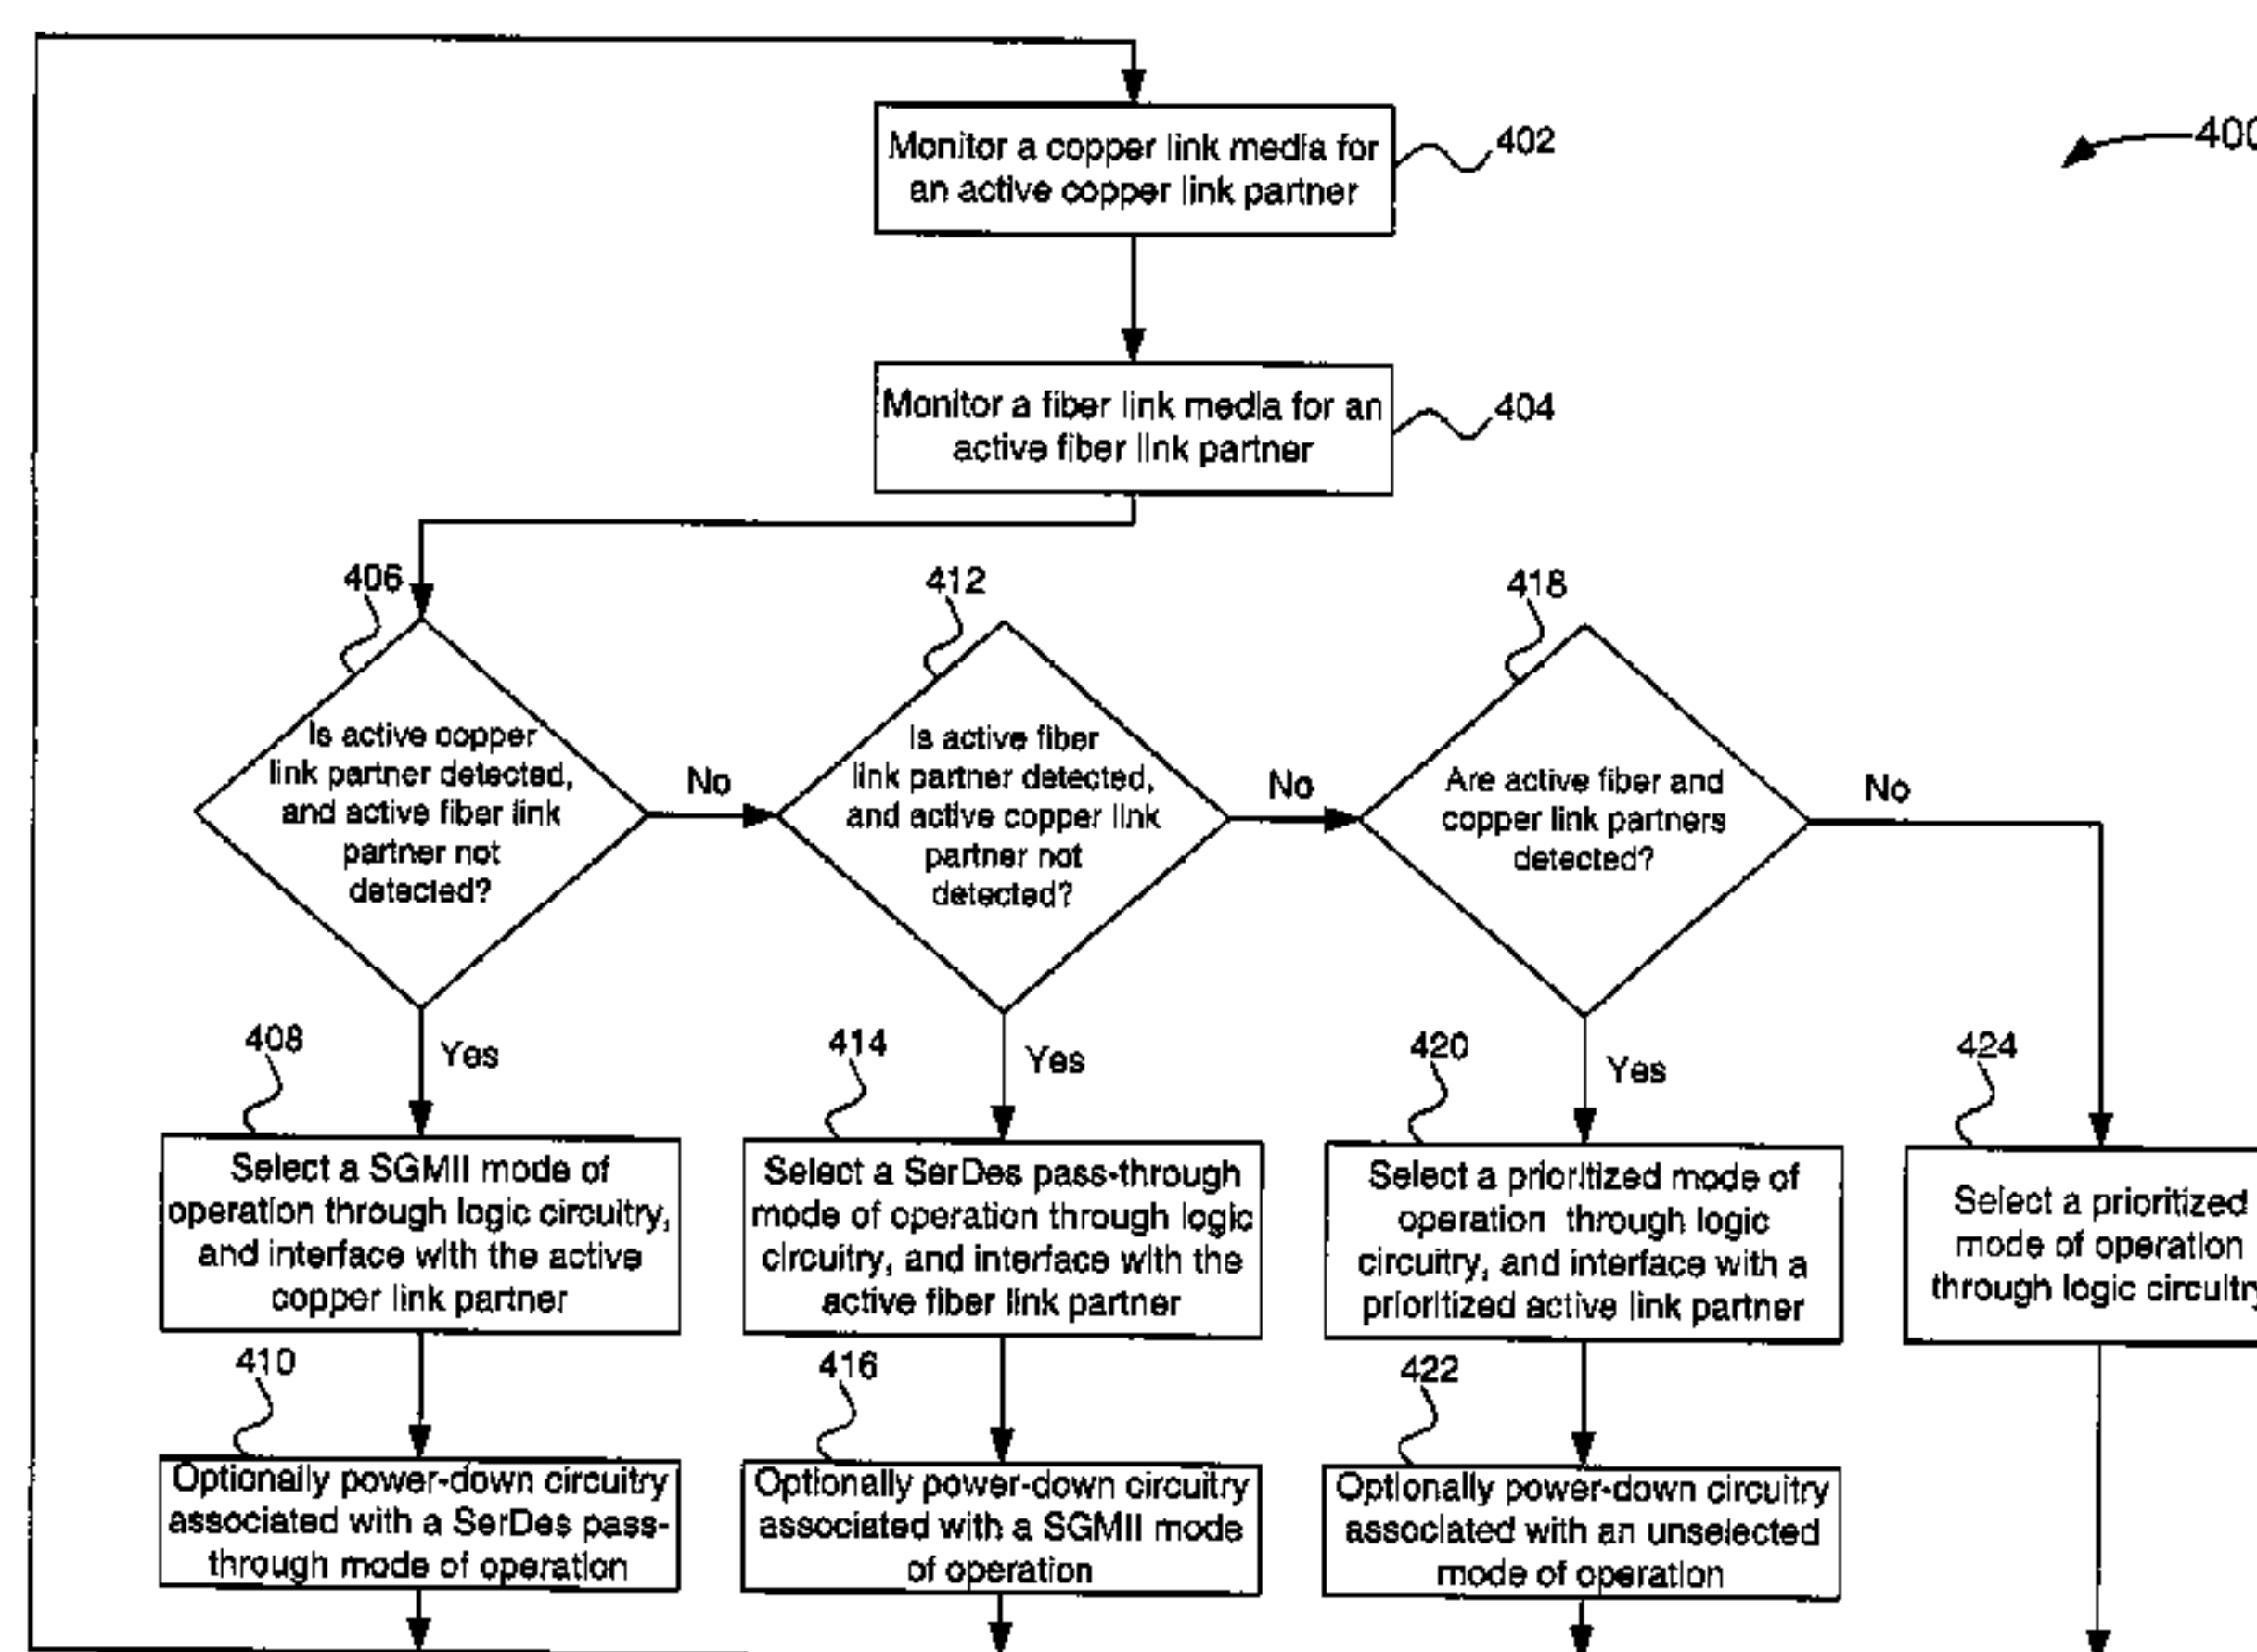 400
Monitor a copper link media for
an active copper link partner
402
Monitor a fiber link media for an
active fiber link partner
404
406
Is active copper
link partner detected,
and active fiber link
partner not
detected?
No
Yes
412
Is active fiber
link partner detected,
and active copper link
partner not
detected?
No
Yes
418
Are active fiber and
copper link partners
detected?
No
Yes
408
Select a SGMII mode of
operation through logic circuitry,
and interface with the active
copper link partner
414
Select a SerDes pass-through
mode of operation through logic
circuitry, and interface with the
active fiber link partner
420
Select a prioritized mode of
operation through logic
circuitry, and interface with a
prioritized active link partner
424
Select a prioritized
mode of operation
through logic circuitry
410
Optionally power-down circuitry
associated with a SerDes pass-
through mode of operation
416
Optionally power-down circuitry
associated with a SGMII mode
of operation
422
Optionally power-down circuitry
associated with an unselected
mode of operation